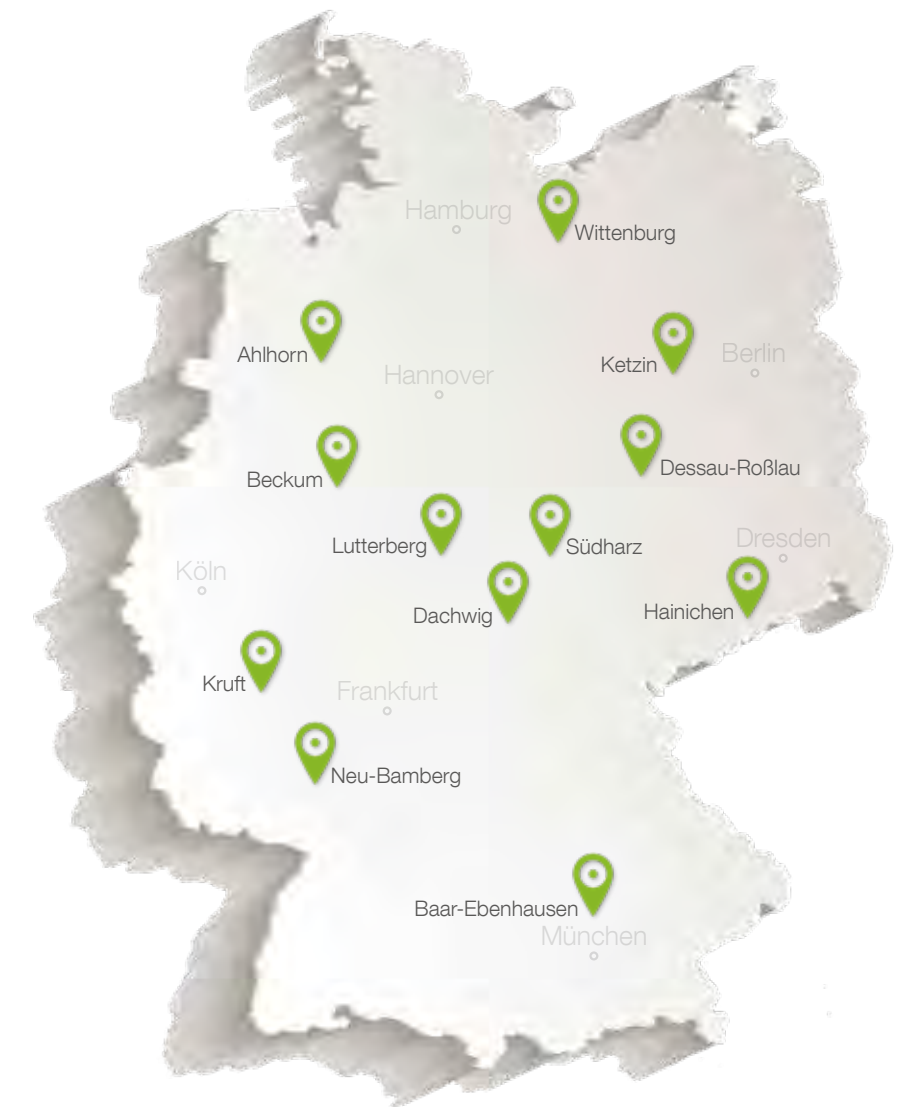 Hamburg
Wittenburg
Ahlhorn
Ketzin
Berlin
Hannover
Beckum
Dessau-Roßlau
Lutterberg
Südharz
Dresden
Köln
Dachwig
Hainichen
Kruft
Frankfurt
Neu-Bamberg
Baar-Ebenhausen
München